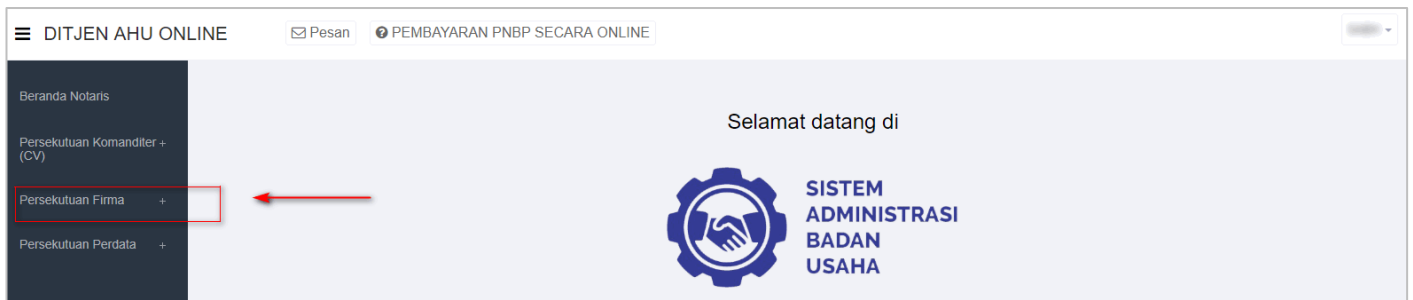 DITJEN AHU ONLINE
Pesan
PEMBAYARAN PNBP SECARA ONLINE
Beranda Notaris
Persekutuan Komanditer +
(CV)
Persekutuan Firma +
Persekutuan Perdata +
Selamat datang di
SISTEM
ADMINISTRASI
BADAN
USAHA